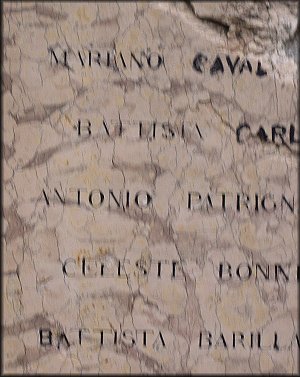 MARIANO CAVAL
BATTISTA CARL
ANTONIO PATRIGN
CELESTE BONN
BATTISTA BARILLA